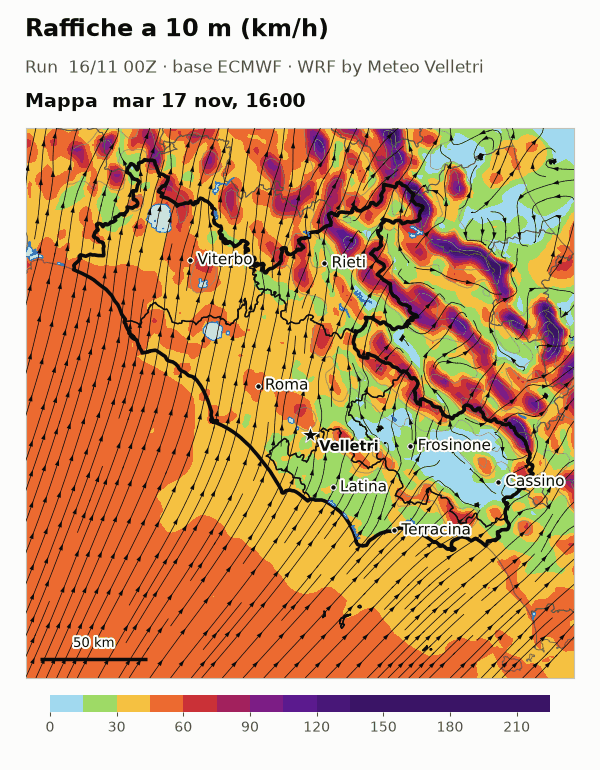 Raffiche a 10 m (km/h)
Run 16/11 00Z · base ECMWF · WRF by Meteo Velletri
Mappa mar 17 nov, 16:00
Viterbo
Rieti
Roma
Velletri
Frosinone
Latina
Cassino
Terracina
50 km
0 30 60 90 120 150 180 210